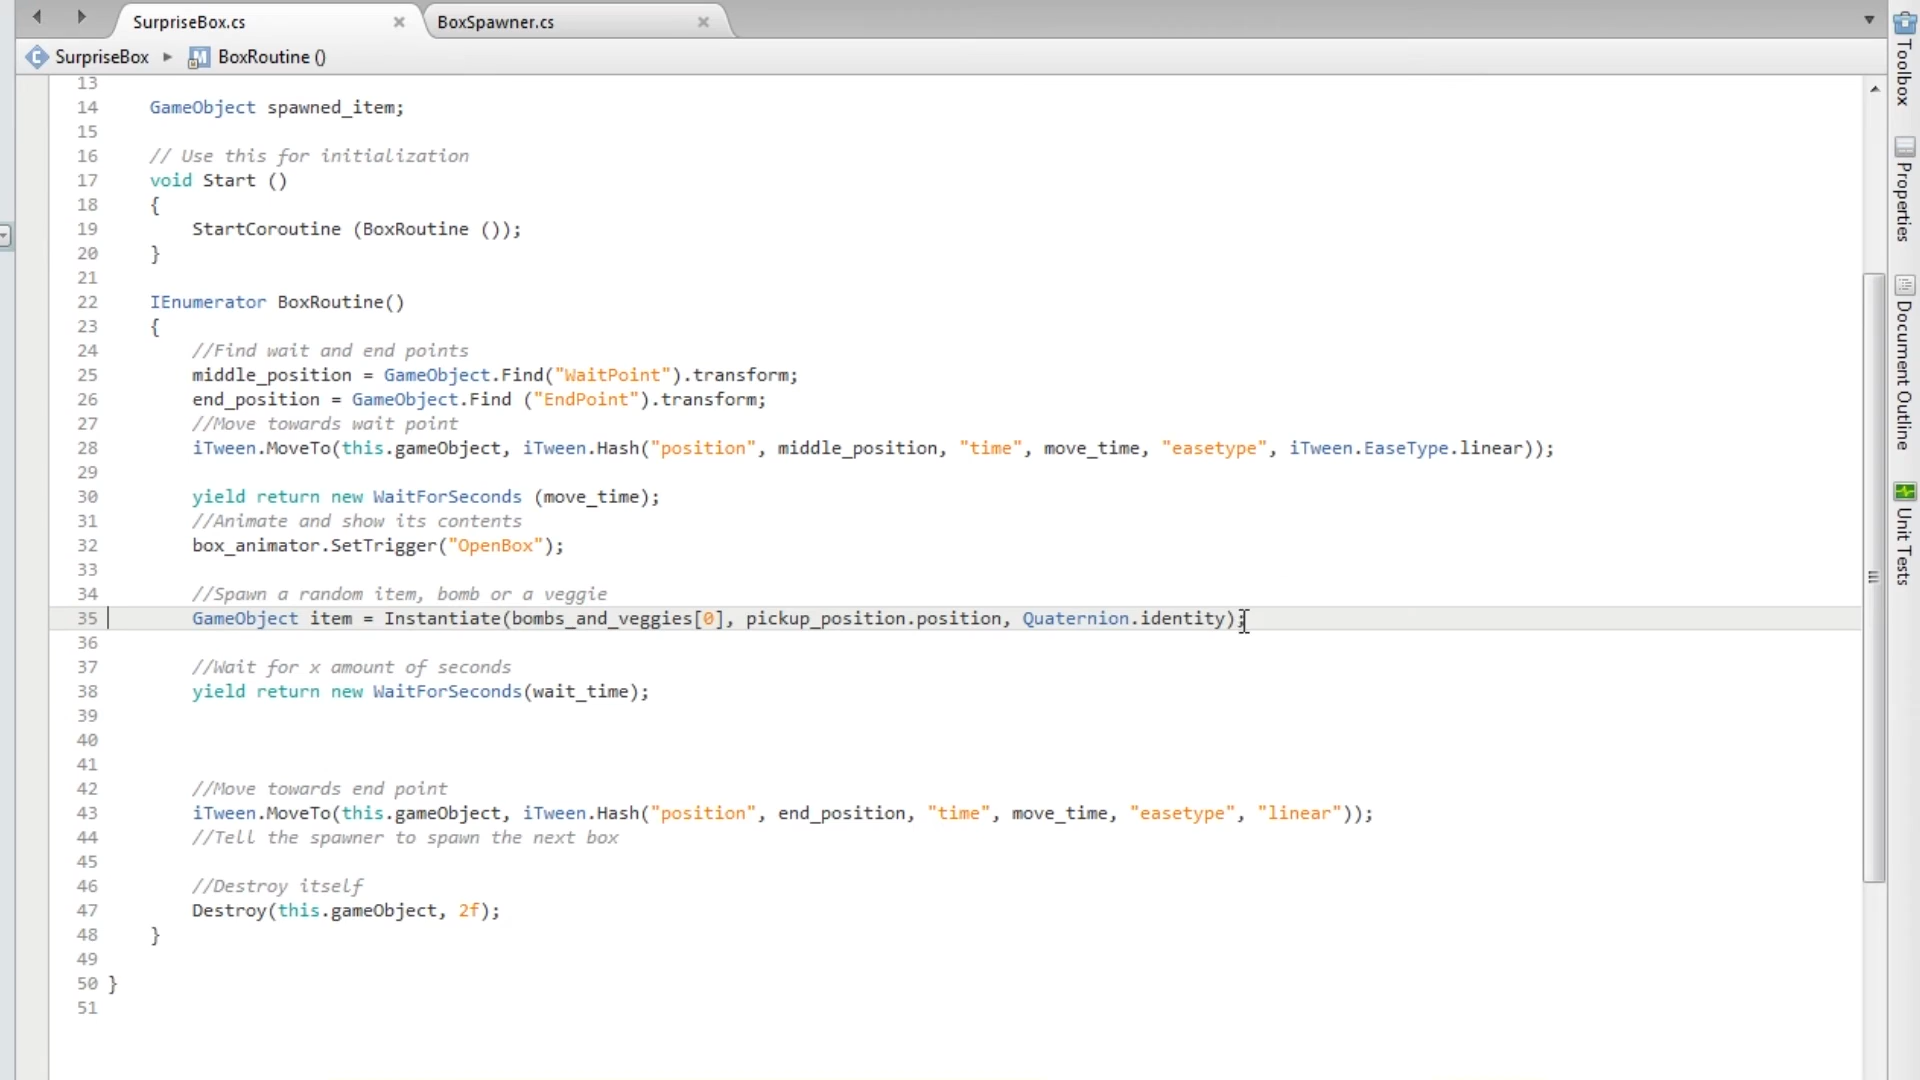 SurpriseBox.cs
BoxSpawner.cs
SurpriseBox
BoxRoutine ()
13
14 GameObject spawned_item;
15
16 // Use this for initialization
17 void Start ()
18 {
19 StartCoroutine (BoxRoutine ());
20 }
21
22 IEnumerator BoxRoutine()
23 {
24 //Find wait and end points
25 middle_position = GameObject.Find("WaitPoint").transform;
26 end_position = GameObject.Find ("EndPoint").transform;
27 //Move towards wait point
28 iTween.MoveTo(this.gameObject, iTween.Hash("position", middle_position, "time", move_time, "easetype", iTween.EaseType.linear));
29
30 yield return new WaitForSeconds (move_time);
31 //Animate and show its contents
32 box_animator.SetTrigger("OpenBox");
33
34 //Spawn a random item, bomb or a veggie
35 GameObject item = Instantiate(bombs_and_veggies[0], pickup_position.position, Quaternion.identity);
36
37 //Wait for x amount of seconds
38 yield return new WaitForSeconds(wait_time);
39
40
41
42 //Move towards end point
43 iTween.MoveTo(this.gameObject, iTween.Hash("position", end_position, "time", move_time, "easetype", "linear"));
44 //Tell the spawner to spawn the next box
45
46 //Destroy itself
47 Destroy(this.gameObject, 2f);
48 }
49
50 }
51
Toolbox
Properties
Document Outline
Unit Tests